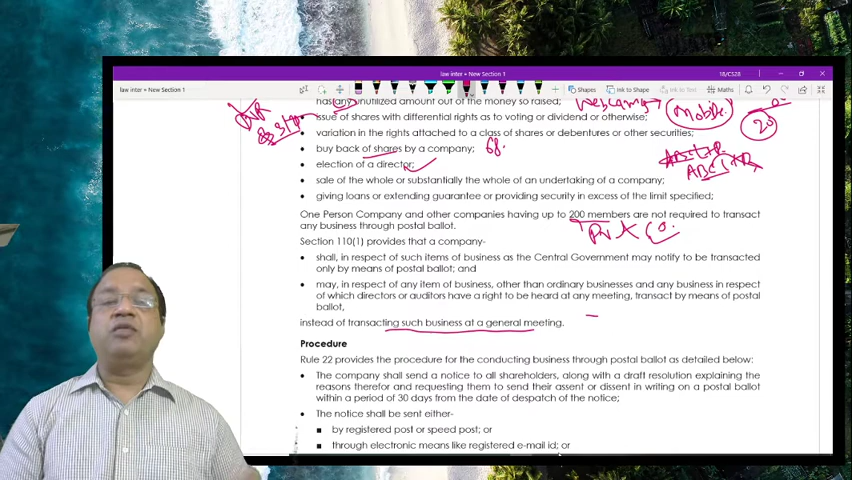 law inter » New Section 1
18/CS28
Shapes
Ink to Shape
Ink to Text
Maths
has any unutilized amount out of the money so raised;
issue of shares with differential rights as to voting or dividend or otherwise;
variation in the rights attached to a class of shares or debentures or other securities;
buy back of shares by a company; 68.
election of a director;
sale of the whole or substantially the whole of an undertaking of a company;
giving loans or extending guarantee or providing security in excess of the limit specified;
mobile
20
One Person Company and other companies having up to 200 members are not required to transact
any business through postal ballot.
Section 110(1) provides that a company-
shall, in respect of such items of business as the Central Government may notify to be transacted
only by means of postal ballot; and
may, in respect of any item of business, other than ordinary businesses and any business in respect
of which directors or auditors have a right to be heard at any meeting, transact by means of postal
ballot,
instead of transacting such business at a general meeting.
Procedure
Rule 22 provides the procedure for the conducting business through postal ballot as detailed below:
The company shall send a notice to all shareholders, along with a draft resolution explaining the
reasons therefor and requesting them to send their assent or dissent in writing on a postal ballot
within a period of 30 days from the date of despatch of the notice;
The notice shall be sent either-
by registered post or speed post; or
through electronic means like registered e-mail id; or